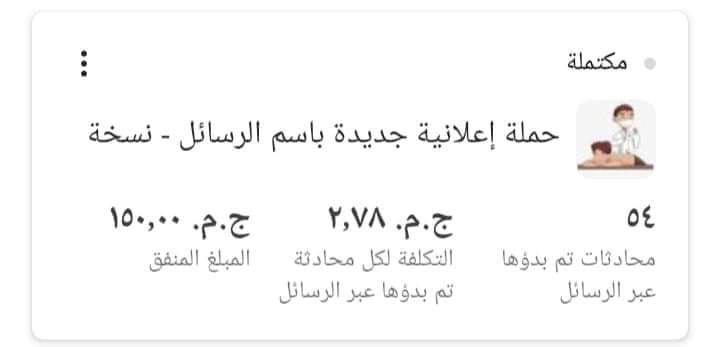 مكتملة
حملة إعلانية جديدة باسم الرسائل - نسخة
٥٤
محادثات تم بدؤها
عبر الرسائل
ج.م. ٢,٧٨
التكلفة لكل محادثة
تم بدؤها عبر الرسائل
ج.م. ١٥٠,٠٠
المبلغ المنفق